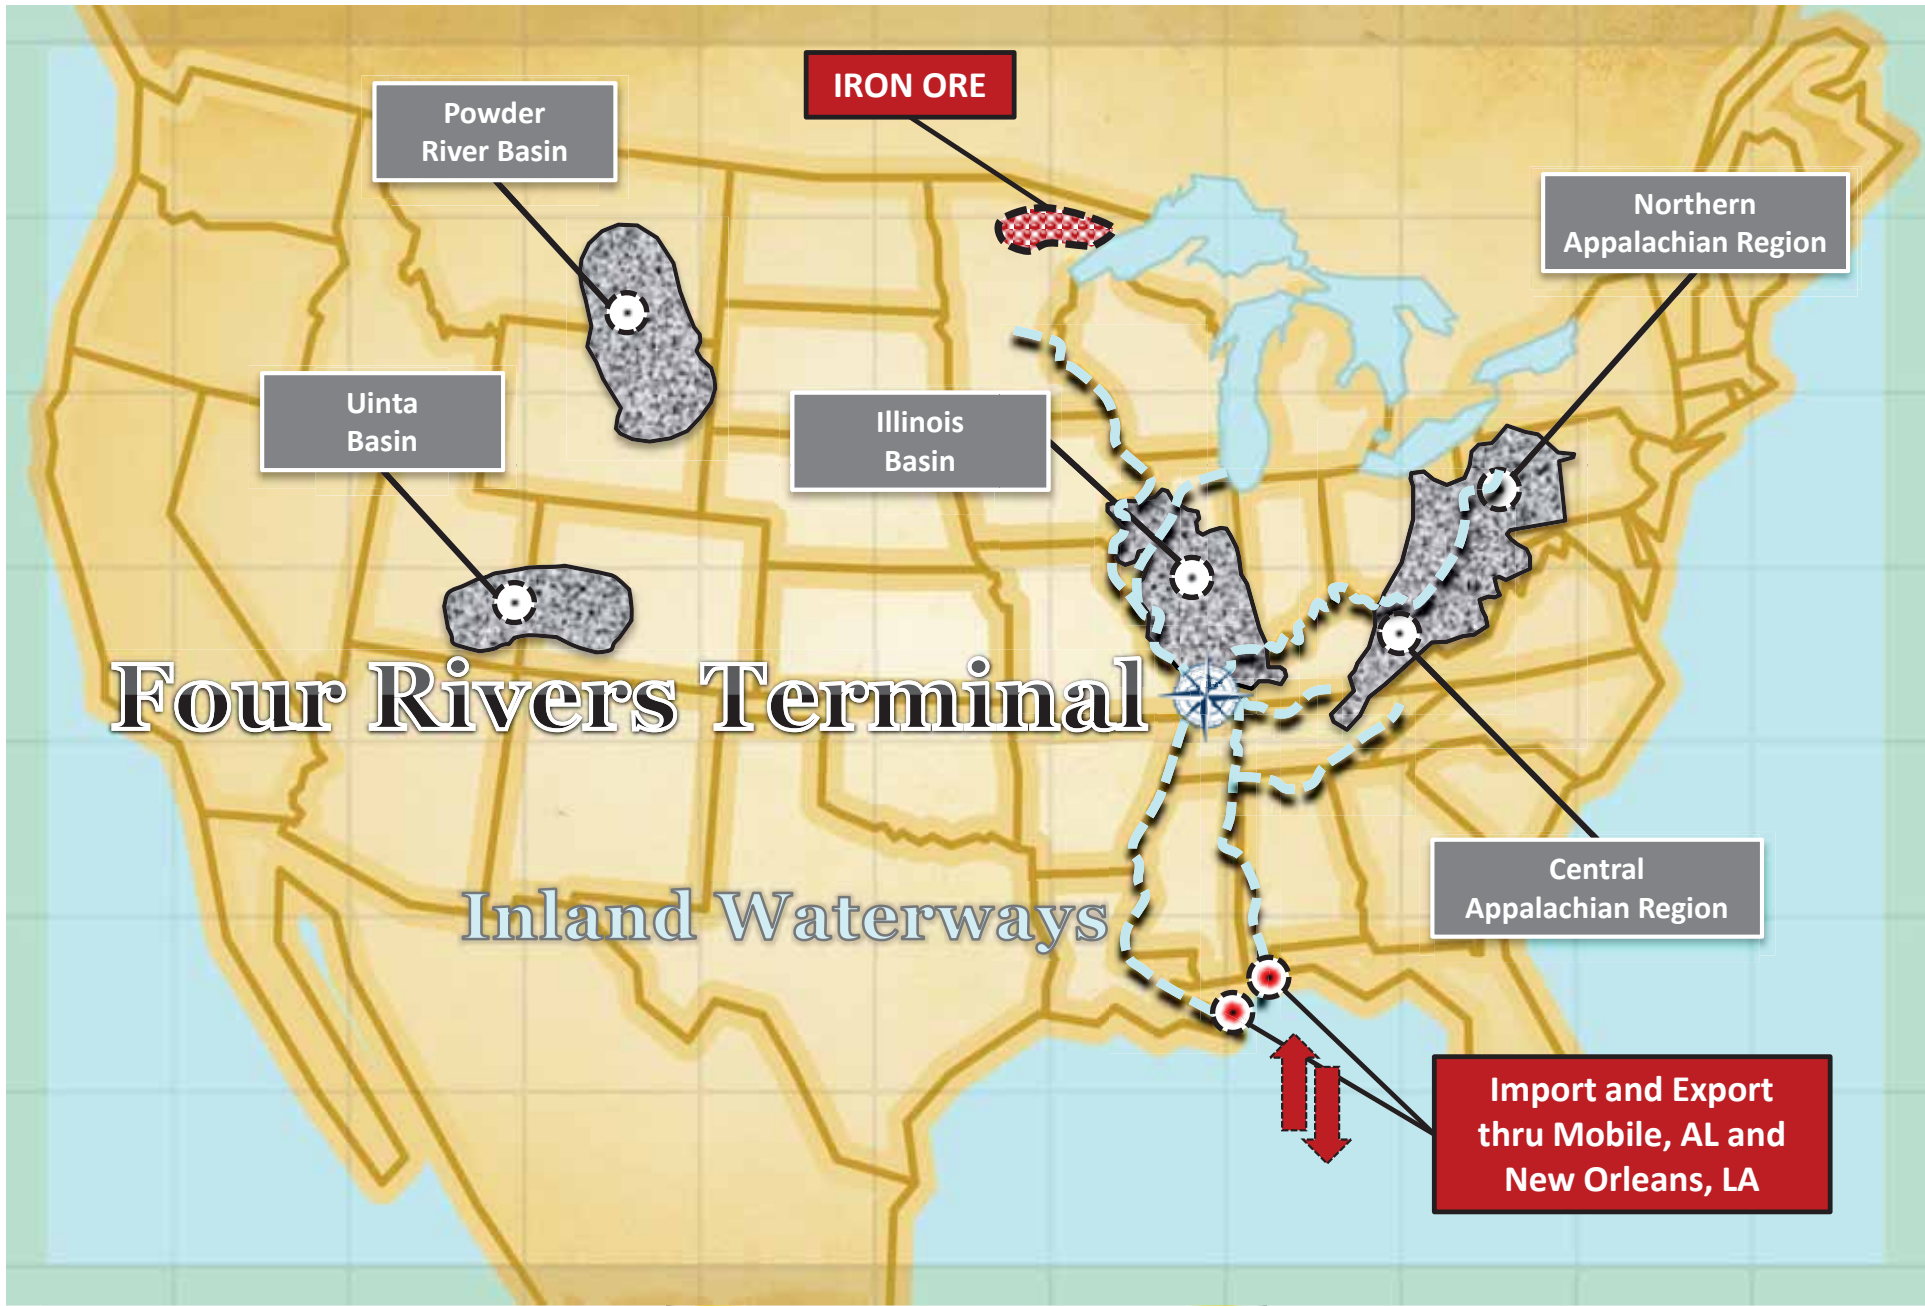 IRON ORE
Powder
River Basin
Northern
Appalachian Region
Uinta
Basin
Illinois
Basin
Four Rivers Terminal
Central
Appalachian Region
Inland Waterways
Import and Export
thru Mobile, AL and
New Orleans, LA